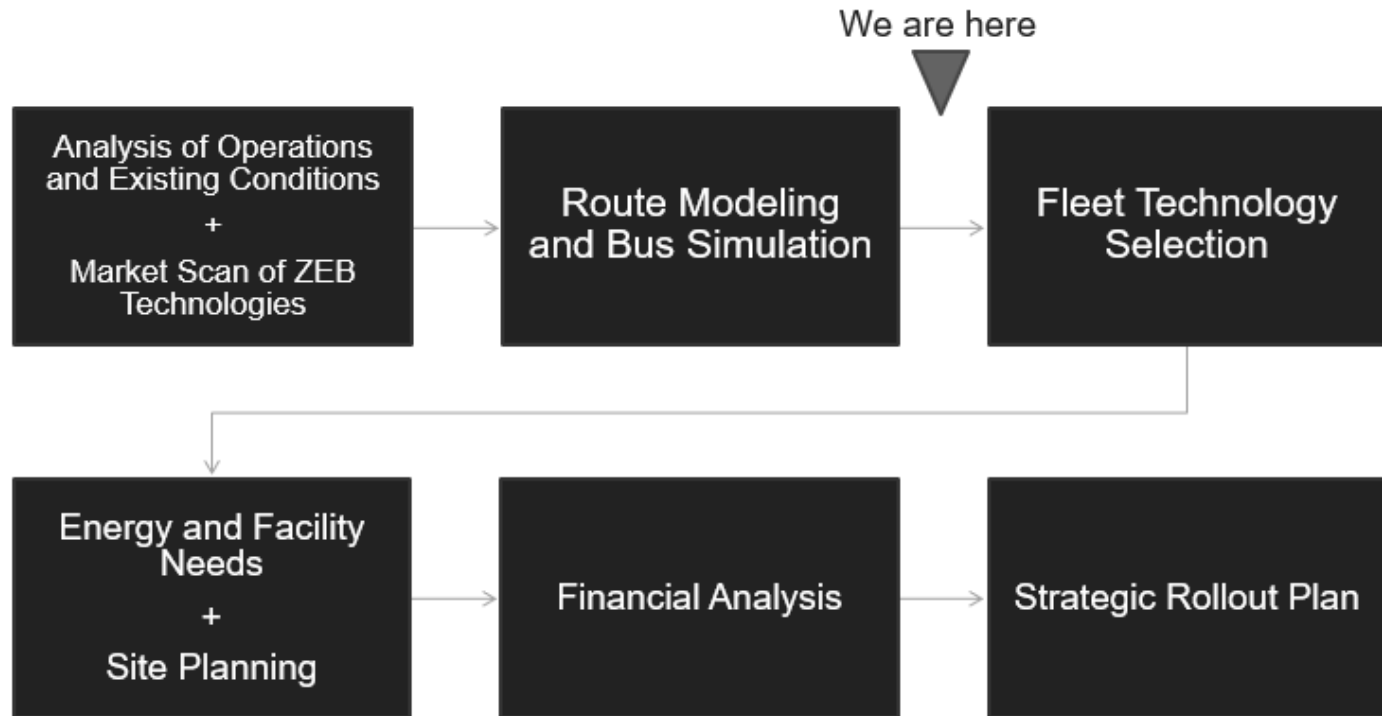 We are here
Analysis of Operations
and Existing Conditions
+
Market Scan of ZEB
Technologies
Route Modeling
and Bus Simulation
Fleet Technology
Selection
Energy and Facility
Needs
+
Site Planning
Financial Analysis
Strategic Rollout Plan